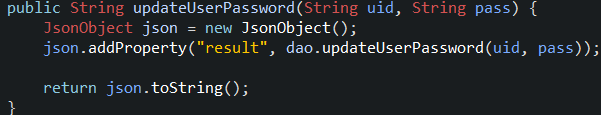 public String updateUserPassword(String uid, String pass) {
    JsonObject json = new JsonObject();
    json.addProperty("result", dao.updateUserPassword(uid, pass));
    return json.toString();
}